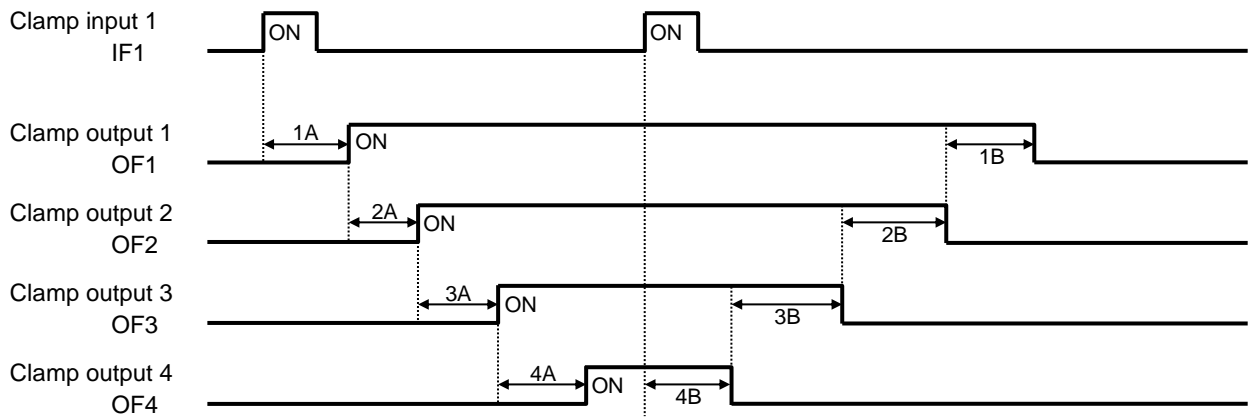 Clamp input 1
IF1
ON
ON
Clamp output 1
OF1
1A
ON
1B
Clamp output 2
OF2
2A
ON
2B
Clamp output 3
OF3
3A
ON
3B
Clamp output 4
OF4
4A
ON
4B